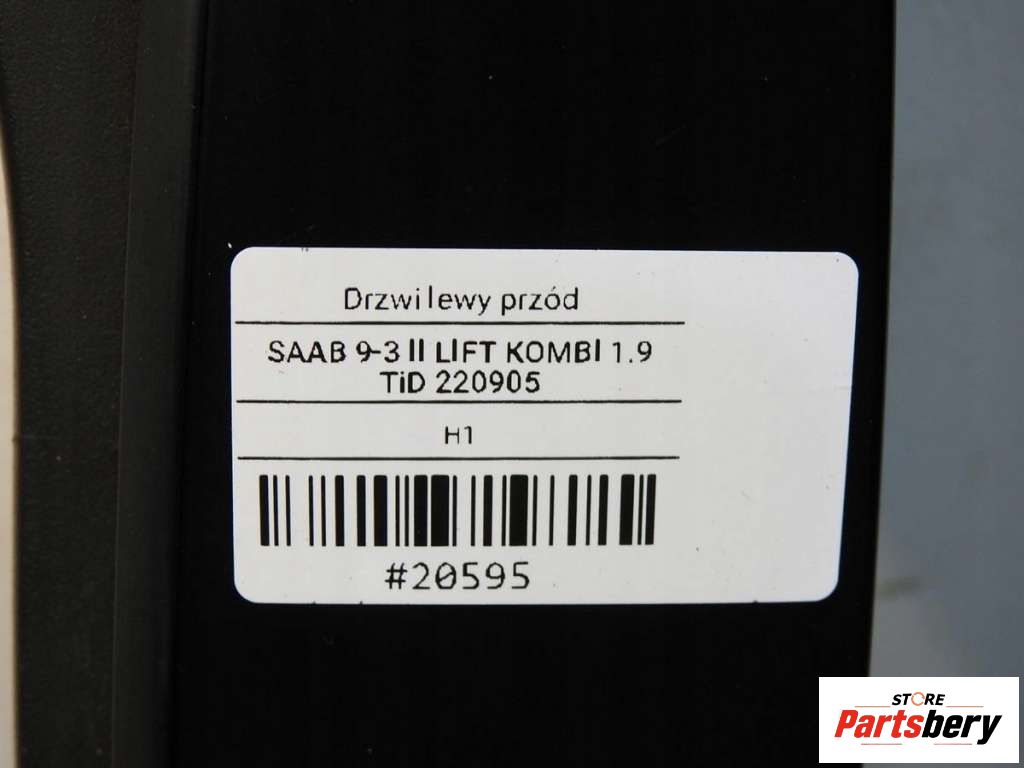 Drzwi lewy przód
SAAB 9-3 II LIFT KOMBI 1.9
TiD 220905
H1
#20595
STORE
Partsbery